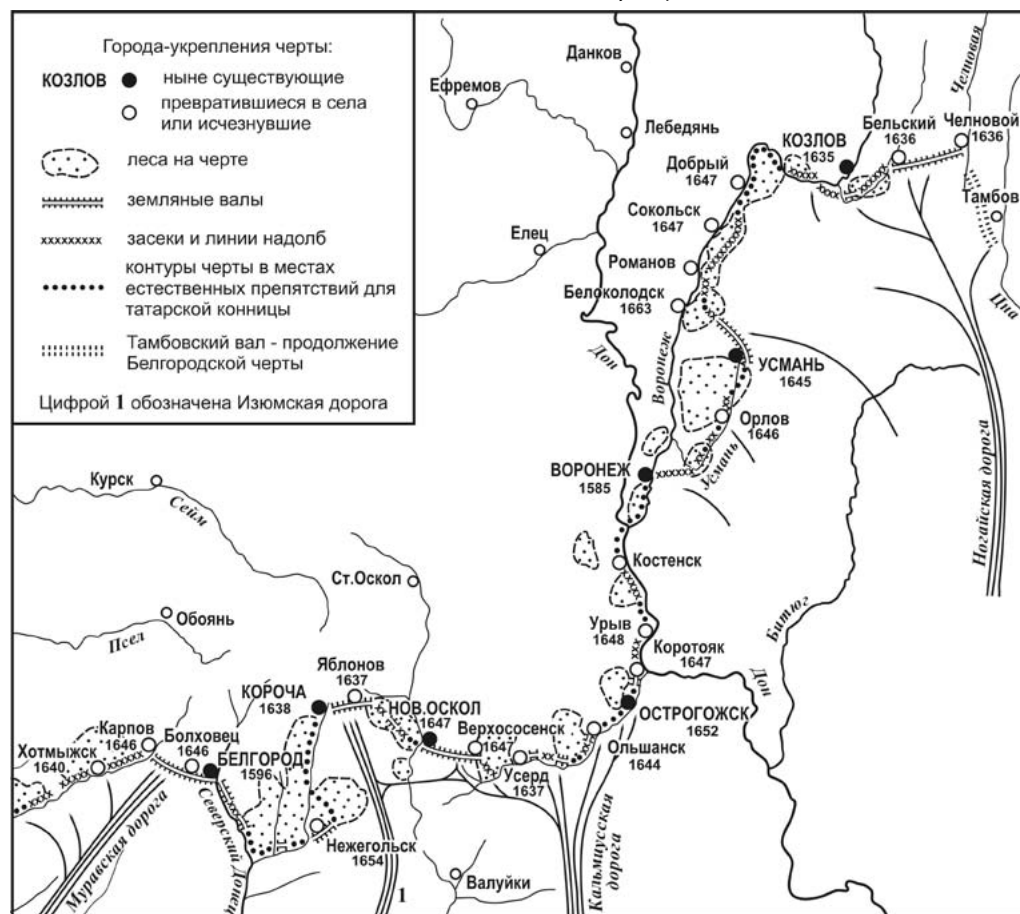 Города-укрепления черты:
КОЗЛОВ
ныне существующие
превратившиеся в села
или исчезнувшие
леса на черте
земляные валы
засеки и линии надолб
контуры черты в местах
естественных препятствий для
татарской конницы
Тамбовский вал - продолжение
Белгородской черты
Цифрой 1 обозначена Изюмская дорога
Данков
Ефремов
Лебедянь
Челновая
КОЗЛОВ
1635
Бельский
1636
Челновой
1636
Добрый
1647
Тамбов
Сокольск
1647
Елец
Романов
Белоколодск
1663
Цна
Дон
Воронеж
УСМАНЬ
1645
Орлов
1646
Усмань
ВОРОНЕЖ
1585
Ногайская дорога
Курск
Сейм
Костенск
Ст.Оскол
Битюг
Обоянь
Псел
Урыв
1648
Коротояк
1647
Дон
Яблонов
1637
КОРОЧА
1638
НОВ.ОСКОЛ
1647
Верхососенск
1647
ОСТРОГОЖСК
1652
Карпов
1646
Болховец
1646
Хотмыжск
1640
БЕЛГОРОД
1596
Усерд
1637
Ольшанск
1644
Северский Донец
Муравская дорога
Нежегольск
1654
1
Валуйки
Кальмиусская
дорога